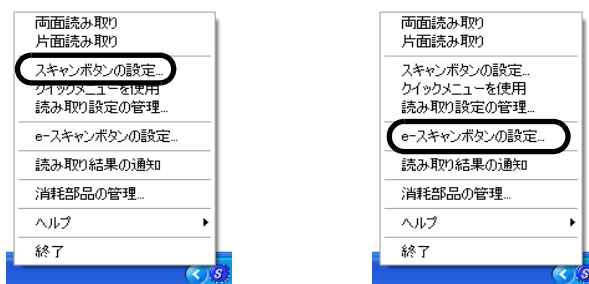 両面読み取り
片面読み取り
スキャンボタンの設定...
クイックメニューを使用
読み取り設定の管理...
e-スキャンボタンの設定...
読み取り結果の通知
消耗部品の管理...
ヘルプ
終了
S
両面読み取り
片面読み取り
スキャンボタンの設定...
クイックメニューを使用
読み取り設定の管理...
e-スキャンボタンの設定...
読み取り結果の通知
消耗部品の管理...
ヘルプ
終了
S